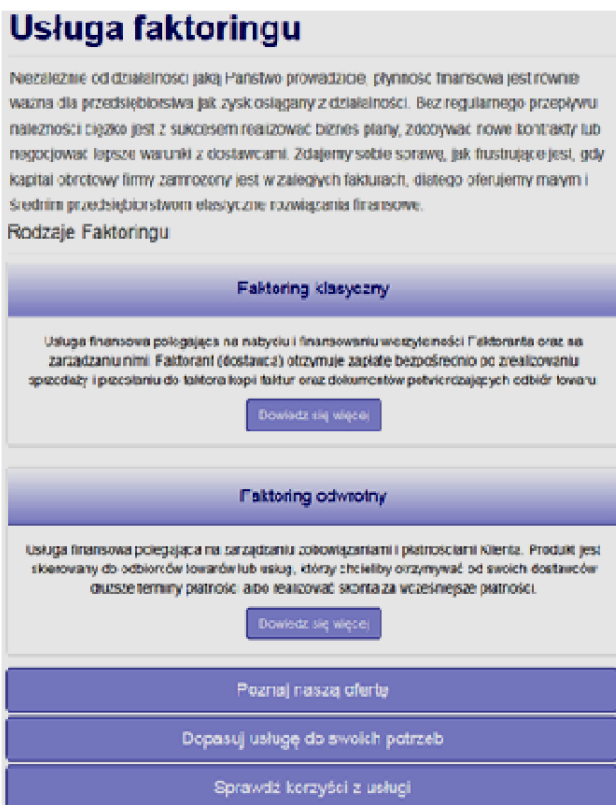 Usługa faktoringu
Niezależnie od działalności jaką Państwo prowadzicie, płynność finansowa jest równie
ważna dla przedsiębiorstwa jak zysk osiągany z działalności. Bez regularnego przepływu
należności ciężko jest z sukcesem realizować biznes plany, zdobywać nowe kontrakty lub
negocjować lepsze warunki z dostawcami. Zdajemy sobie sprawę, jak frustrujące jest, gdy
kapitał obrotowy firmy zamrożony jest w zaległych fakturach, dlatego oferujemy małym i
średnim przedsiębiorstwom elastyczne rozwiązania finansowe.
Rodzaje Faktoringu
Faktoring klasyczny
Usługa finansowa polegająca na nabyciu i finansowaniu wierzytelności Faktoranta oraz na
zarządzaniu nimi. Faktorant (dostawca) otrzymuje zapłatę bezpośrednio po zrealizowaniu
sprzedaży i przesłaniu do faktora kopii faktur oraz dokumentów potwierdzających odbiór towaru.
Dowiedz się więcej
Faktoring odwrotny
Usługa finansowa polegająca na zarządzaniu zobowiązaniami i płatnościami Klienta. Produkt jest
skierowany do odbiorców towarów lub usług, którzy chcieliby otrzymywać od swoich dostawców
dłuższe terminy płatności albo realizować skonta za wcześniejsze płatności.
Dowiedz się więcej
Poznaj naszą ofertę
Dopasuj usługę do swoich potrzeb
Sprawdź korzyści z usługi